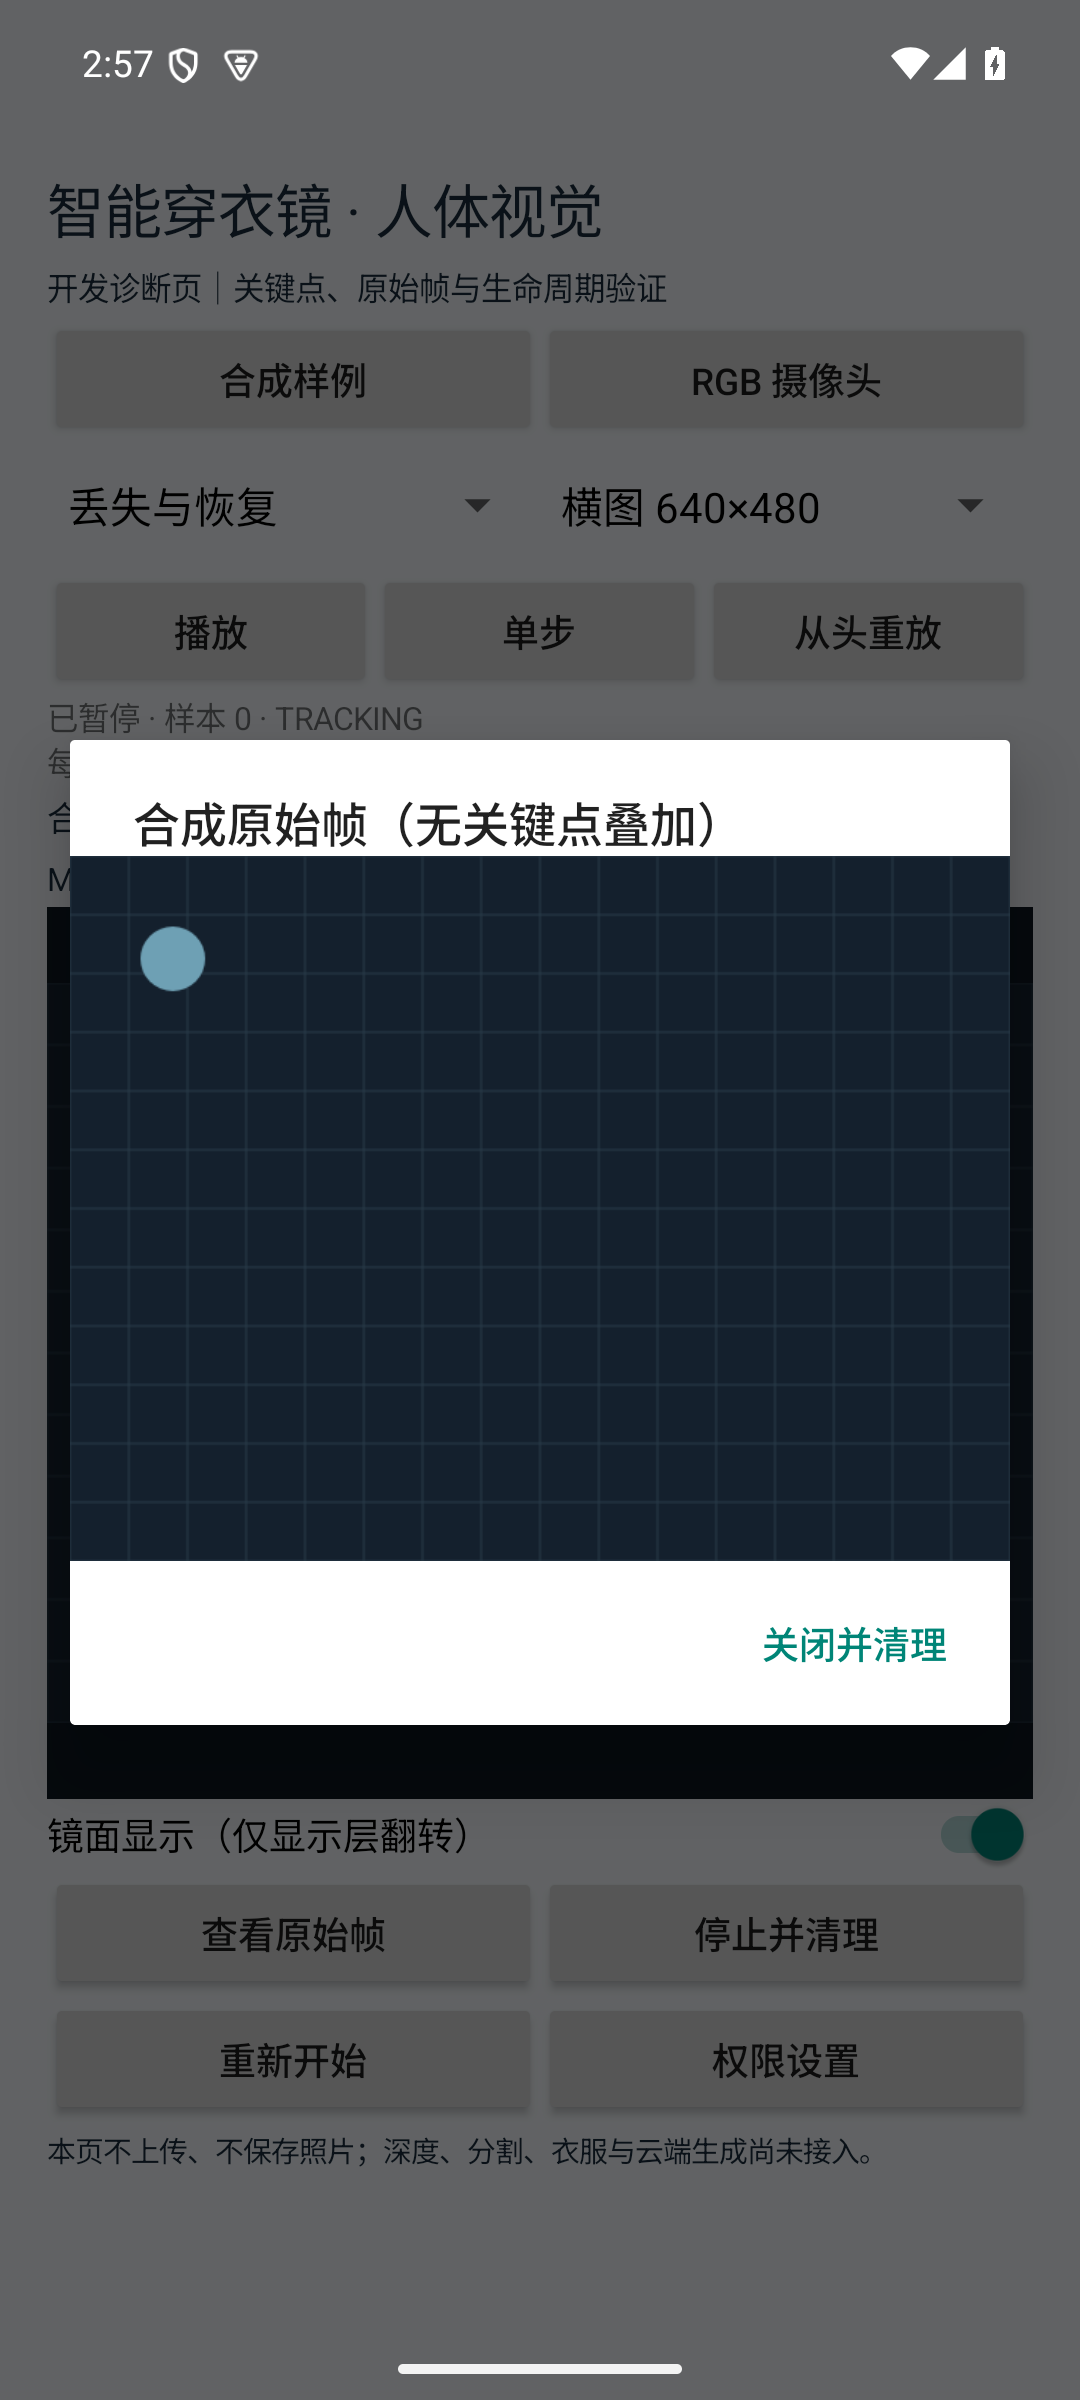 2:57
智能穿衣镜 · 人体视觉
开发诊断页｜关键点、原始帧与生命周期验证
合成样例
RGB 摄像头
丢失与恢复
横图 640×480
播放
单步
从头重放
已暂停 · 样本 0 · TRACKING
每
合
M
合成原始帧（无关键点叠加）
关闭并清理
镜面显示（仅显示层翻转）
查看原始帧
停止并清理
重新开始
权限设置
本页不上传、不保存照片；深度、分割、衣服与云端生成尚未接入。